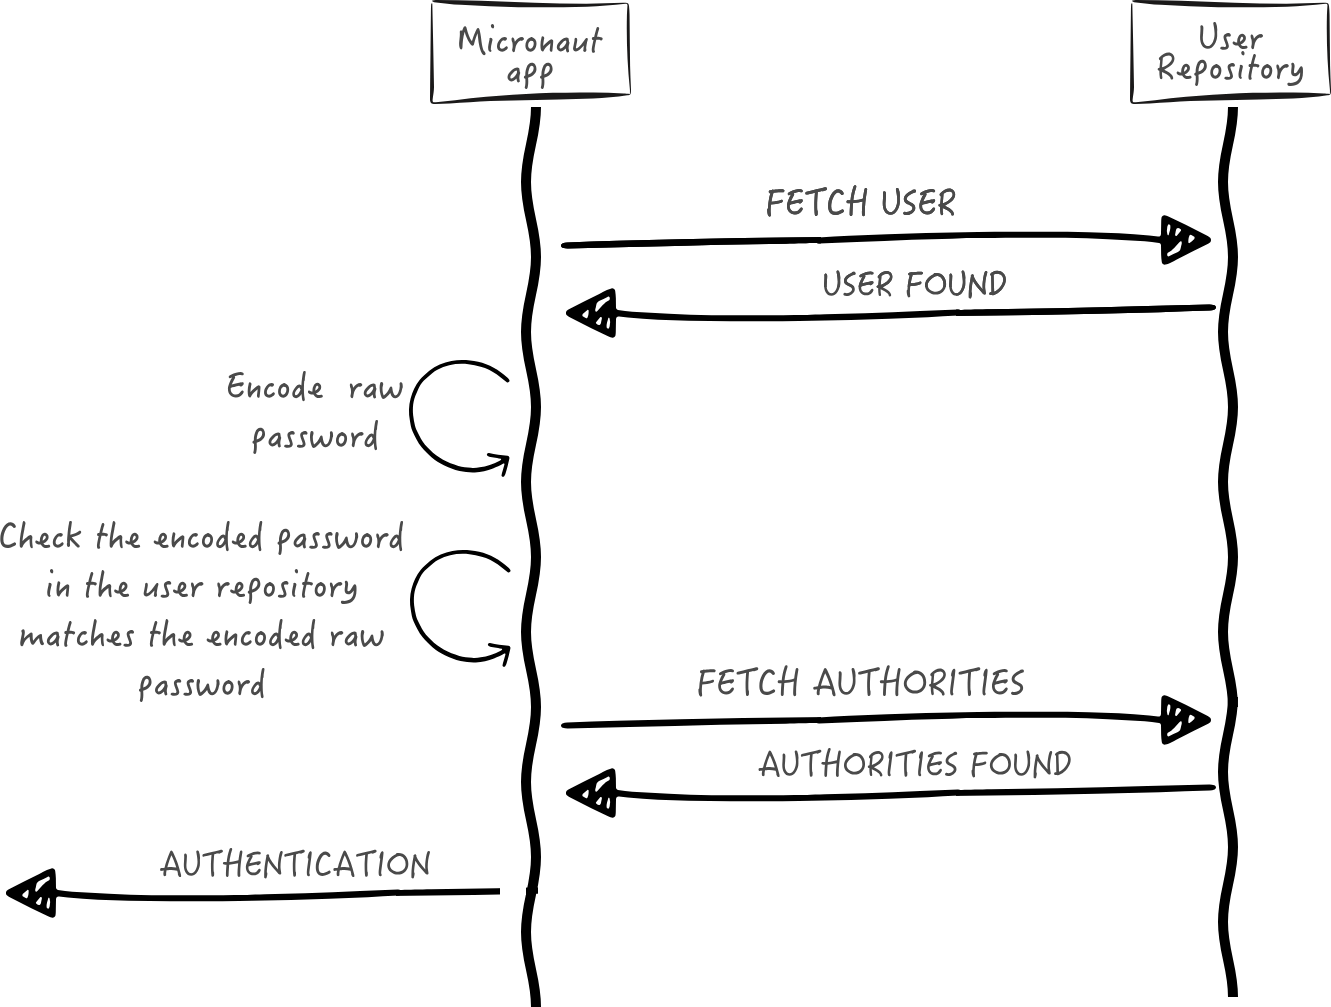 Micronaut
app
User
Repository
FETCH USER
USER FOUND
Encode raw
password
Check the encoded password
in the user repository
matches the encoded raw
password
FETCH AUTHORITIES
AUTHORITIES FOUND
AUTHENTICATION